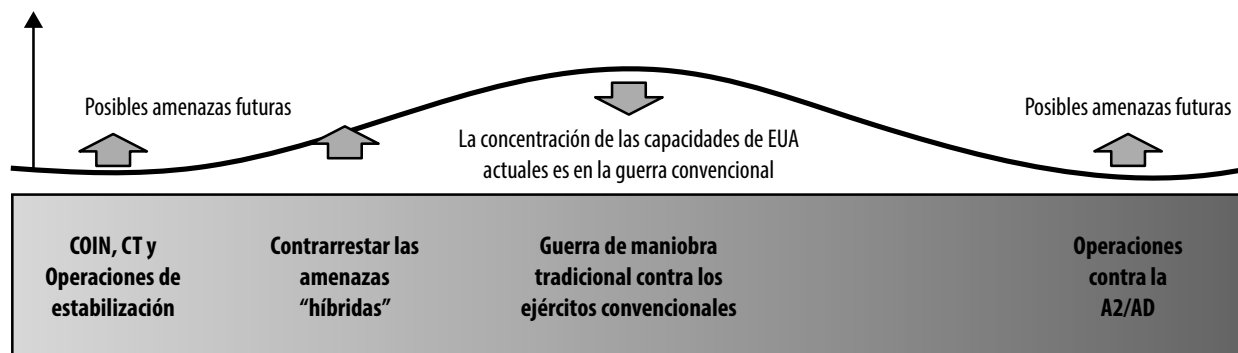 Posibles amenazas futuras
Posibles amenazas futuras
La concentración de las capacidades de EUA
actuales es en la guerra convencional
COIN, CT y
Operaciones de
estabilización
Contrarrestar las
amenazas
“híbridas”
Guerra de maniobra
tradicional contra los
ejércitos convencionales
Operaciones
contra la
A2/AD